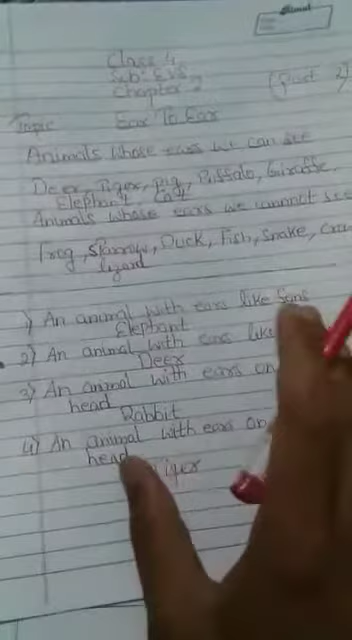 Class 4
Sub: EVS
Chapter 2
(Part 2)
Topic Ear To Ear
Animals whose ears we can see
Deer, Tiger, pig, Buffalo, Giraffe,
Elephant, Cat
Animals whose ears we cannot see
Frog, Sparrow, Duck, Fish, Snake,
lizard
1) An animal with ears like fans
Elephant
2) An animal with ears like
Deer
3) An animal with ears on
head Rabbit
4) An animal with ears on
head Tiger